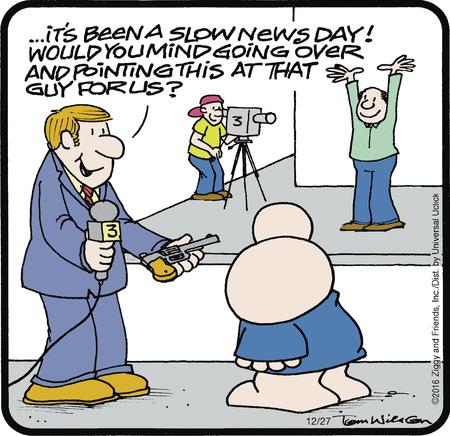 ...IT'S BEEN A SLOW NEWS DAY!
WOULD YOU MIND GOING OVER
AND POINTING THIS AT THAT
GUY FOR US?
3
3
©2016 Ziggy and Friends, Inc./Dist. by Universal Uclick
12/27 Tom Wilson